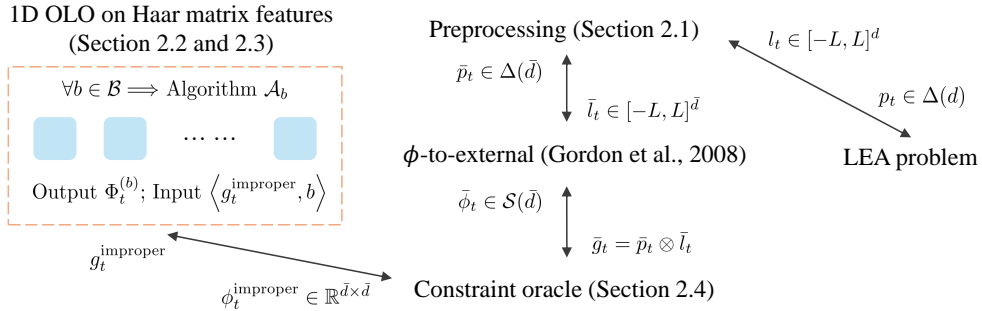 1D OLO on Haar matrix features
(Section 2.2 and 2.3)
∀b ∈ ℬ ⟹ Algorithm 𝒜_b
... ...
Output Φ_t^{(b)}; Input ⟨g_t^{improper}, b⟩
g_t^{improper}
ϕ_t^{improper} ∈ ℝ^{d̄×d̄}
Preprocessing (Section 2.1)
p̄_t ∈ Δ(d̄)
l̄_t ∈ [-L, L]^{d̄}
ϕ-to-external (Gordon et al., 2008)
ϕ̄_t ∈ 𝒮(d̄)
ḡ_t = p̄_t ⊗ l̄_t
Constraint oracle (Section 2.4)
l_t ∈ [-L, L]^d
p_t ∈ Δ(d)
LEA problem